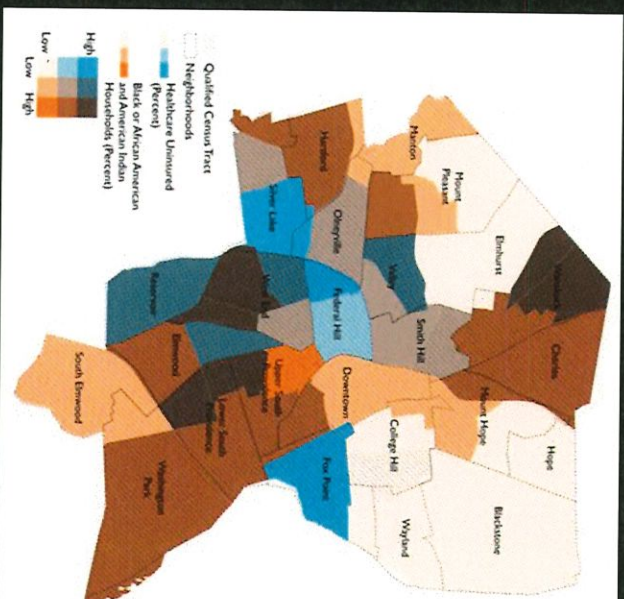 Wanskuck
Charles
Hope
Blackstone
Elmhurst
Mount Hope
Mount
Pleasant
Manton
Smith Hill
College Hill
Wayland
Valley
Downtown
Hartford
Olneyville
Federal Hill
Fox Point
Silver Lake
West End
Upper South
Providence
Reservoir
Elmwood
Lower South
Providence
Washington
Park
South Elmwood
Qualified Census Tract
Neighborhoods
Healthcare Uninsured
(Percent)
Black or African American
and American Indian
Households (Percent)
High
Low
Low
High